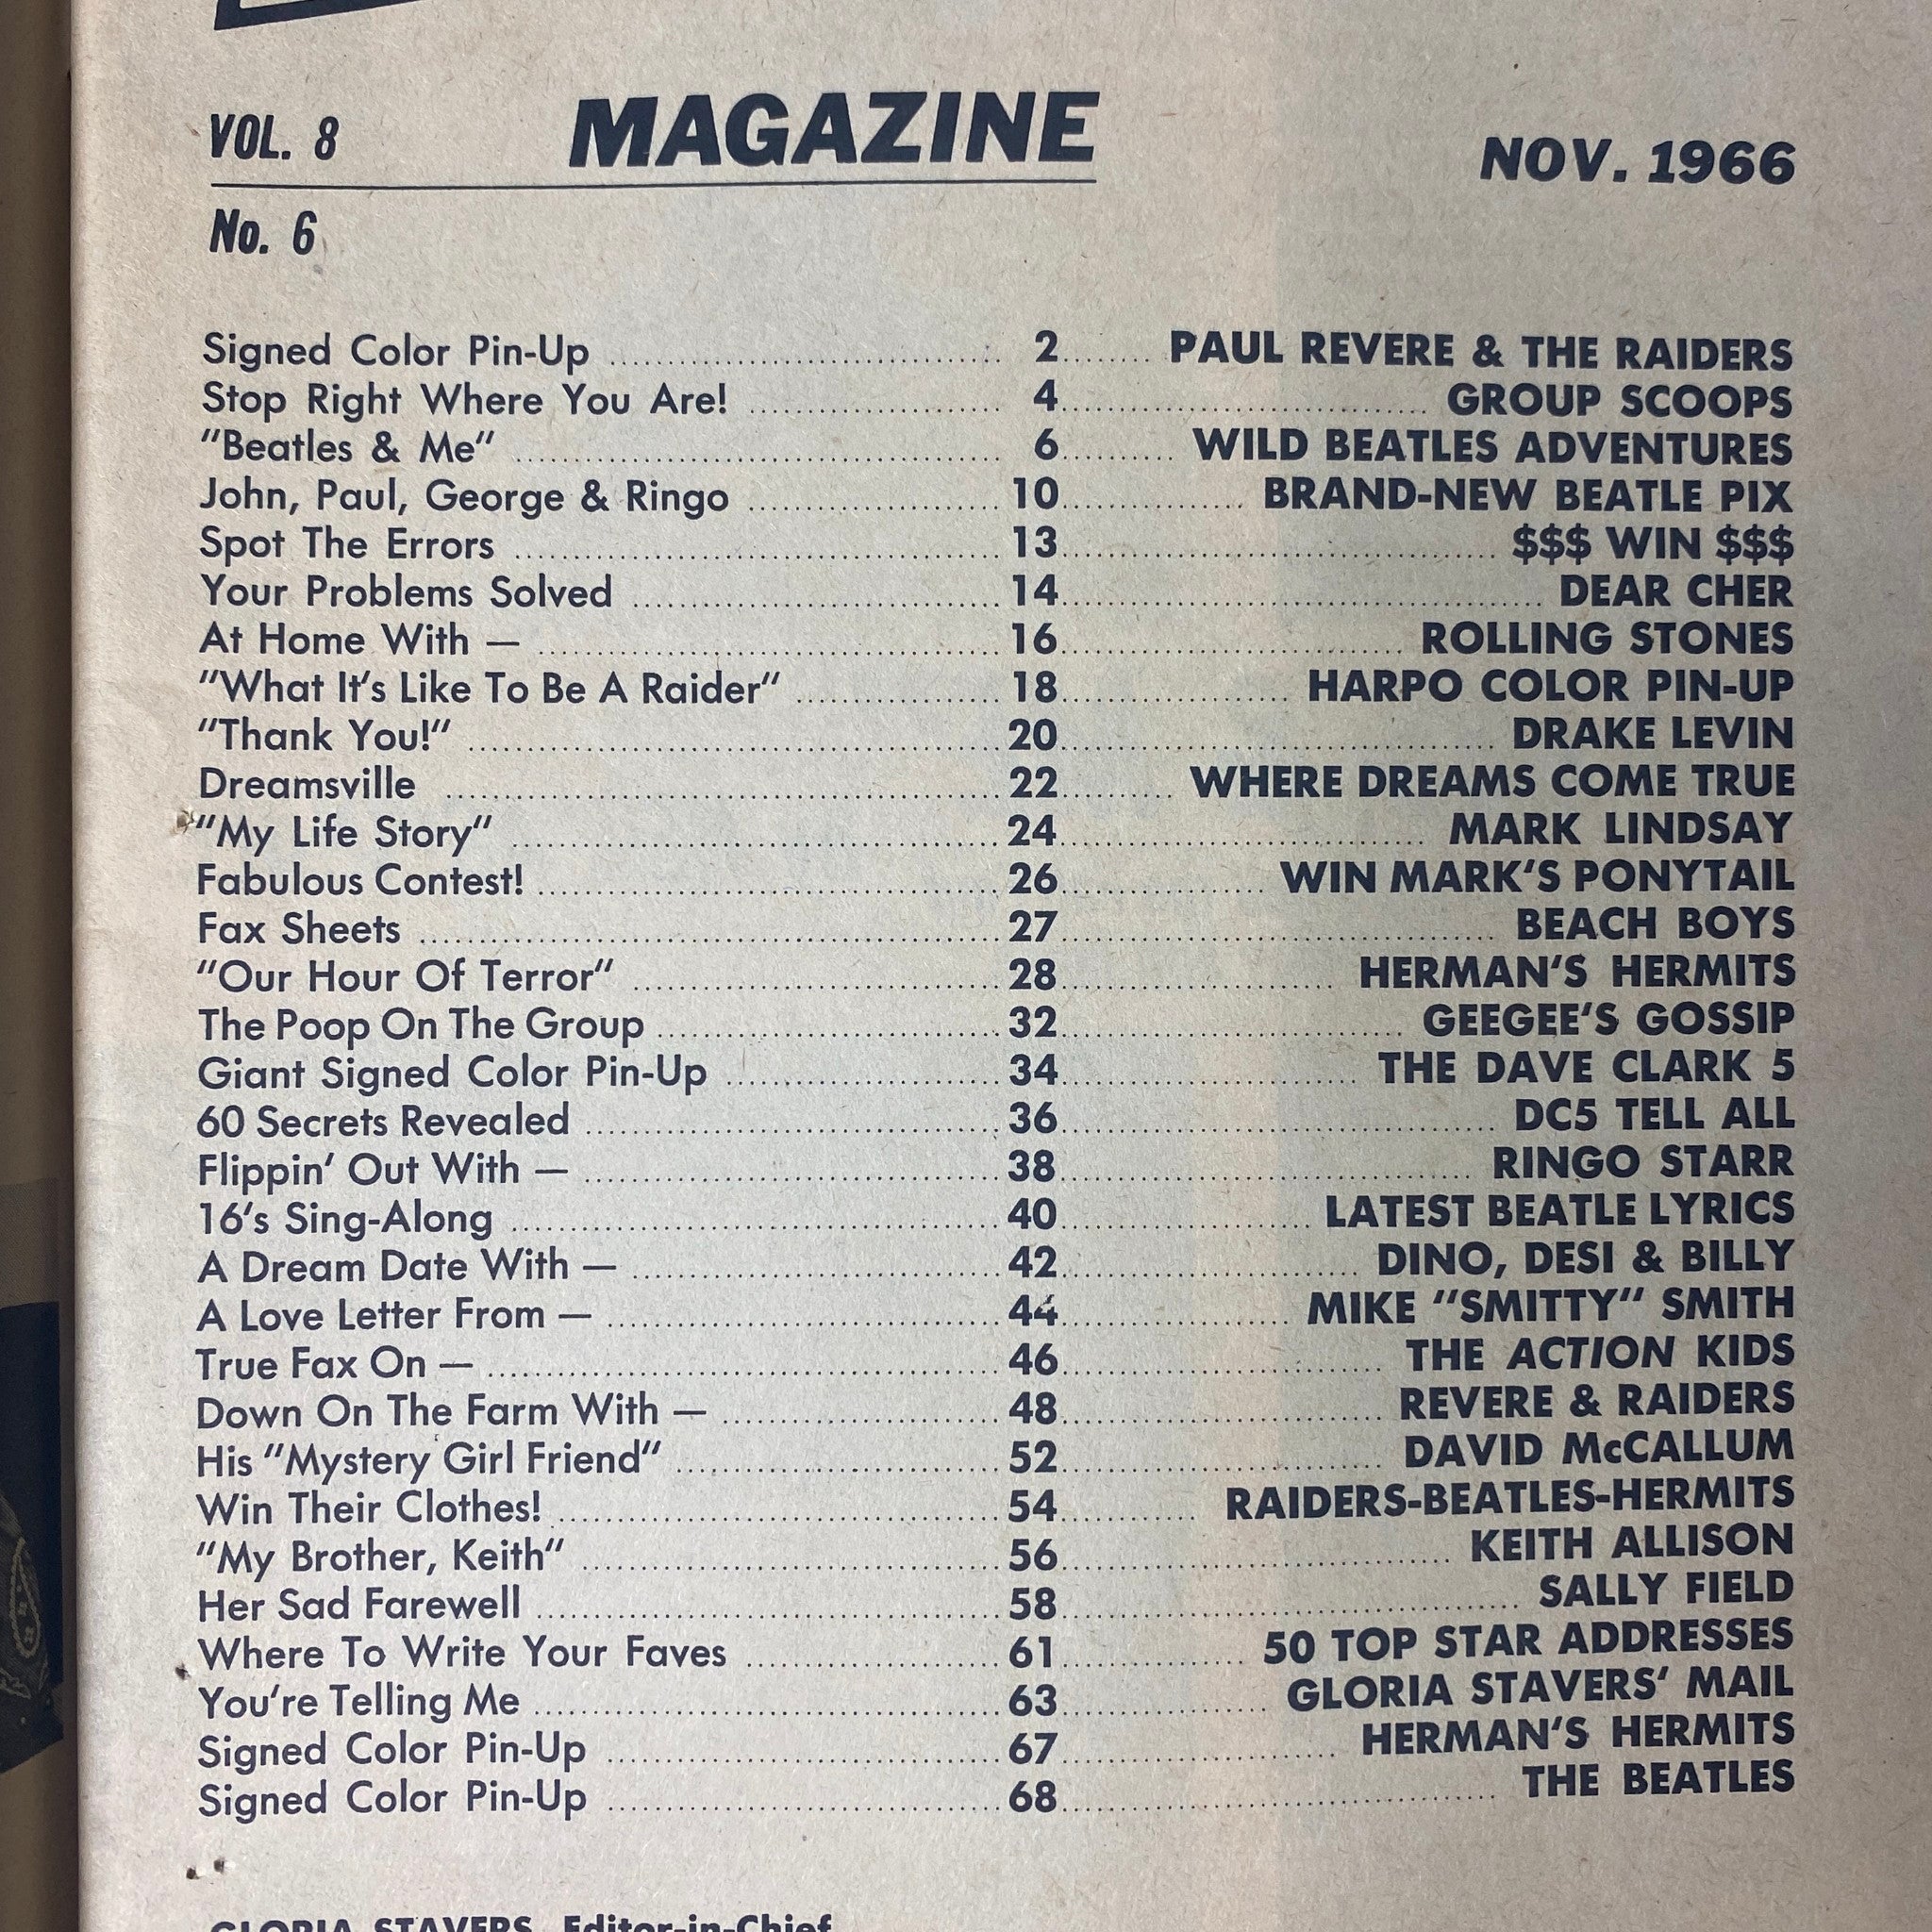 VOL. 8 MAGAZINE NOV. 1966
No. 6
Signed Color Pin-Up 2 PAUL REVERE & THE RAIDERS
Stop Right Where You Are! 4 GROUP SCOOPS
"Beatles & Me" 6 WILD BEATLES ADVENTURES
John, Paul, George & Ringo 10 BRAND-NEW BEATLE PIX
Spot The Errors 13 $$$ WIN $$$
Your Problems Solved 14 DEAR CHER
At Home With — 16 ROLLING STONES
"What It's Like To Be A Raider" 18 HARPO COLOR PIN-UP
"Thank You!" 20 DRAKE LEVIN
Dreamsville 22 WHERE DREAMS COME TRUE
"My Life Story" 24 MARK LINDSAY
Fabulous Contest! 26 WIN MARK'S PONYTAIL
Fax Sheets 27 BEACH BOYS
"Our Hour Of Terror" 28 HERMAN'S HERMITS
The Poop On The Group 32 GEEGEE'S GOSSIP
Giant Signed Color Pin-Up 34 THE DAVE CLARK 5
60 Secrets Revealed 36 DC5 TELL ALL
Flippin' Out With — 38 RINGO STARR
16's Sing-Along 40 LATEST BEATLE LYRICS
A Dream Date With — 42 DINO, DESI & BILLY
A Love Letter From — 44 MIKE "SMITTY" SMITH
True Fax On — 46 THE ACTION KIDS
Down On The Farm With — 48 REVERE & RAIDERS
His "Mystery Girl Friend" 52 DAVID McCALLUM
Win Their Clothes! 54 RAIDERS-BEATLES-HERMITS
"My Brother, Keith" 56 KEITH ALLISON
Her Sad Farewell 58 SALLY FIELD
Where To Write Your Faves 61 50 TOP STAR ADDRESSES
You're Telling Me 63 GLORIA STAVERS' MAIL
Signed Color Pin-Up 67 HERMAN'S HERMITS
Signed Color Pin-Up 68 THE BEATLES
GLORIA STAVERS, Editor-in-Chief